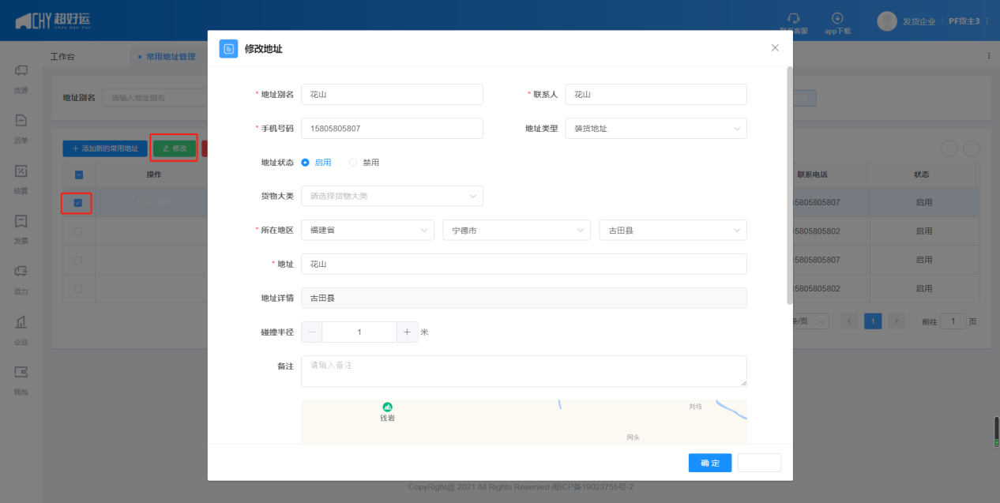 CHY 超好运
Chao Hao Yun
app下载
发货企业
PF货主3
工作台
常用地址管理
货源
运单
结算
发票
运力
企业
钱包
地址别名
请输入地址别名
+ 添加新的常用地址
修改
操作
联系电话
状态
15805805807
启用
5805805802
启用
5805805807
启用
5805805802
启用
条/页
1
前往
1
页
修改地址
* 地址别名
花山
* 联系人
花山
* 手机号码
15805805807
地址类型
装货地址
地址状态
启用
禁用
货物大类
请选择货物大类
* 所在地区
福建省
宁德市
古田县
* 地址
花山
地址详情
古田县
碰撞半径
1
米
备注
请输入备注
钱岩
刘垱
冈头
确 定
CopyRight@ 2021 All Rights Reserved 闽ICP备19023755号-2